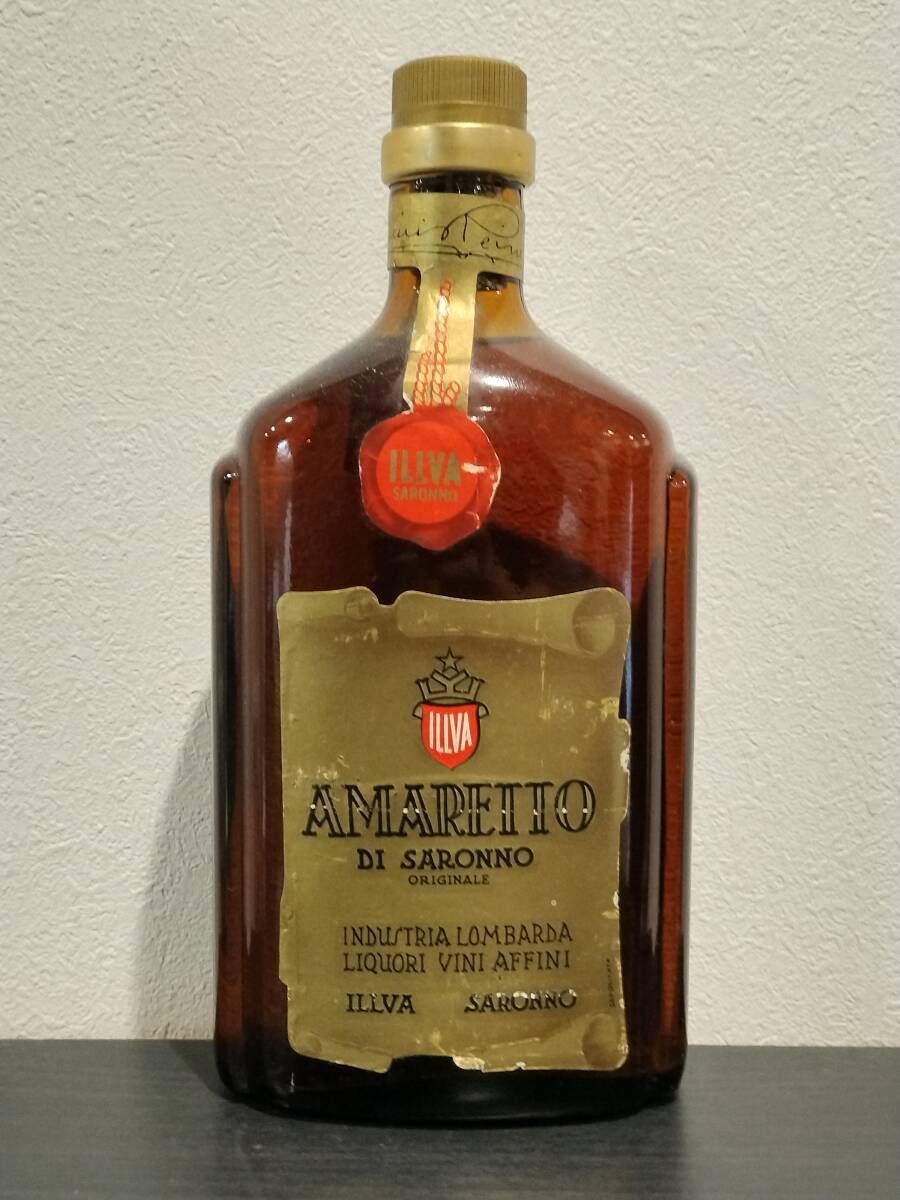 ILLVA
SARONNO
ILLVA
AMARETTO
DI SARONNO
ORIGINALE
INDUSTRIA LOMBARDA
LIQUORI VINI AFFINI
ILLVA SARONNO